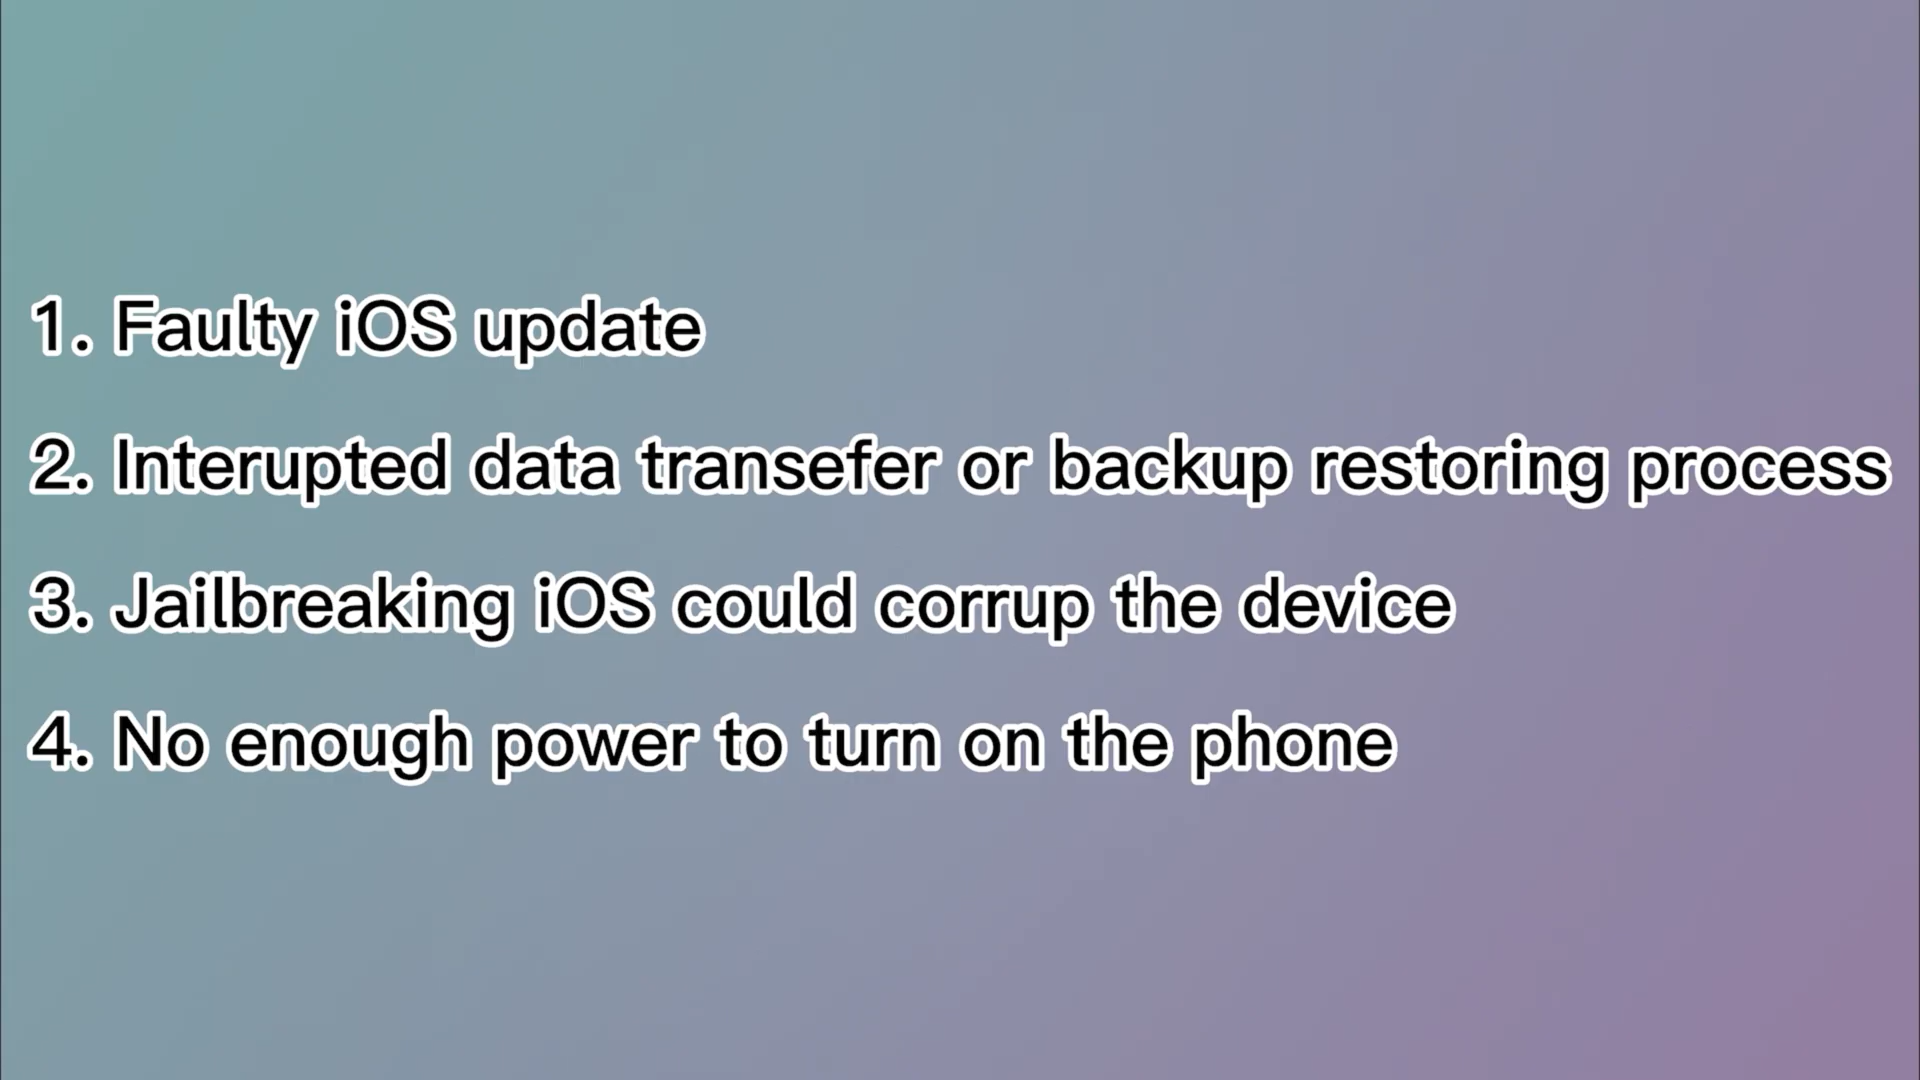 1. Faulty iOS update
2. Interupted data transefer or backup restoring process
3. Jailbreaking iOS could corrup the device
4. No enough power to turn on the phone